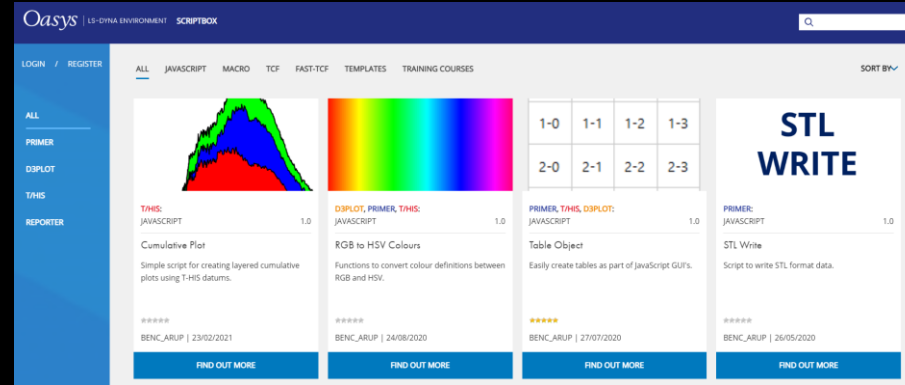 Oasys | LS-DYNA ENVIRONMENT SCRIPTBOX
LOGIN / REGISTER
ALL JAVASCRIPT MACRO TCF FAST-TCF TEMPLATES TRAINING COURSES
SORT BY
ALL
PRIMER
D3PLOT
T/HIS
REPORTER
T/HIS:
JAVASCRIPT 1.0
Cumulative Plot
Simple script for creating layered cumulative
plots using T-HIS datums.
BENC_ARUP | 23/02/2021
FIND OUT MORE
D3PLOT, PRIMER, T/HIS:
JAVASCRIPT 1.0
RGB to HSV Colours
Functions to convert colour definitions between
RGB and HSV.
BENC_ARUP | 24/08/2020
FIND OUT MORE
1-0 1-1 1-2 1-3
2-0 2-1 2-2 2-3
PRIMER, T/HIS, D3PLOT:
JAVASCRIPT 1.0
Table Object
Easily create tables as part of JavaScript GUI's.
BENC_ARUP | 27/07/2020
FIND OUT MORE
STL
WRITE
PRIMER:
JAVASCRIPT 1.0
STL Write
Script to write STL format data.
BENC_ARUP | 26/05/2020
FIND OUT MORE